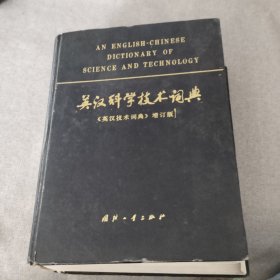 AN ENGLISH-CHINESE
DICTIONARY OF
SCIENCE AND TECHNOLOGY
英汉科学技术词典
《英汉技术词典》增订版
国防工业出版社